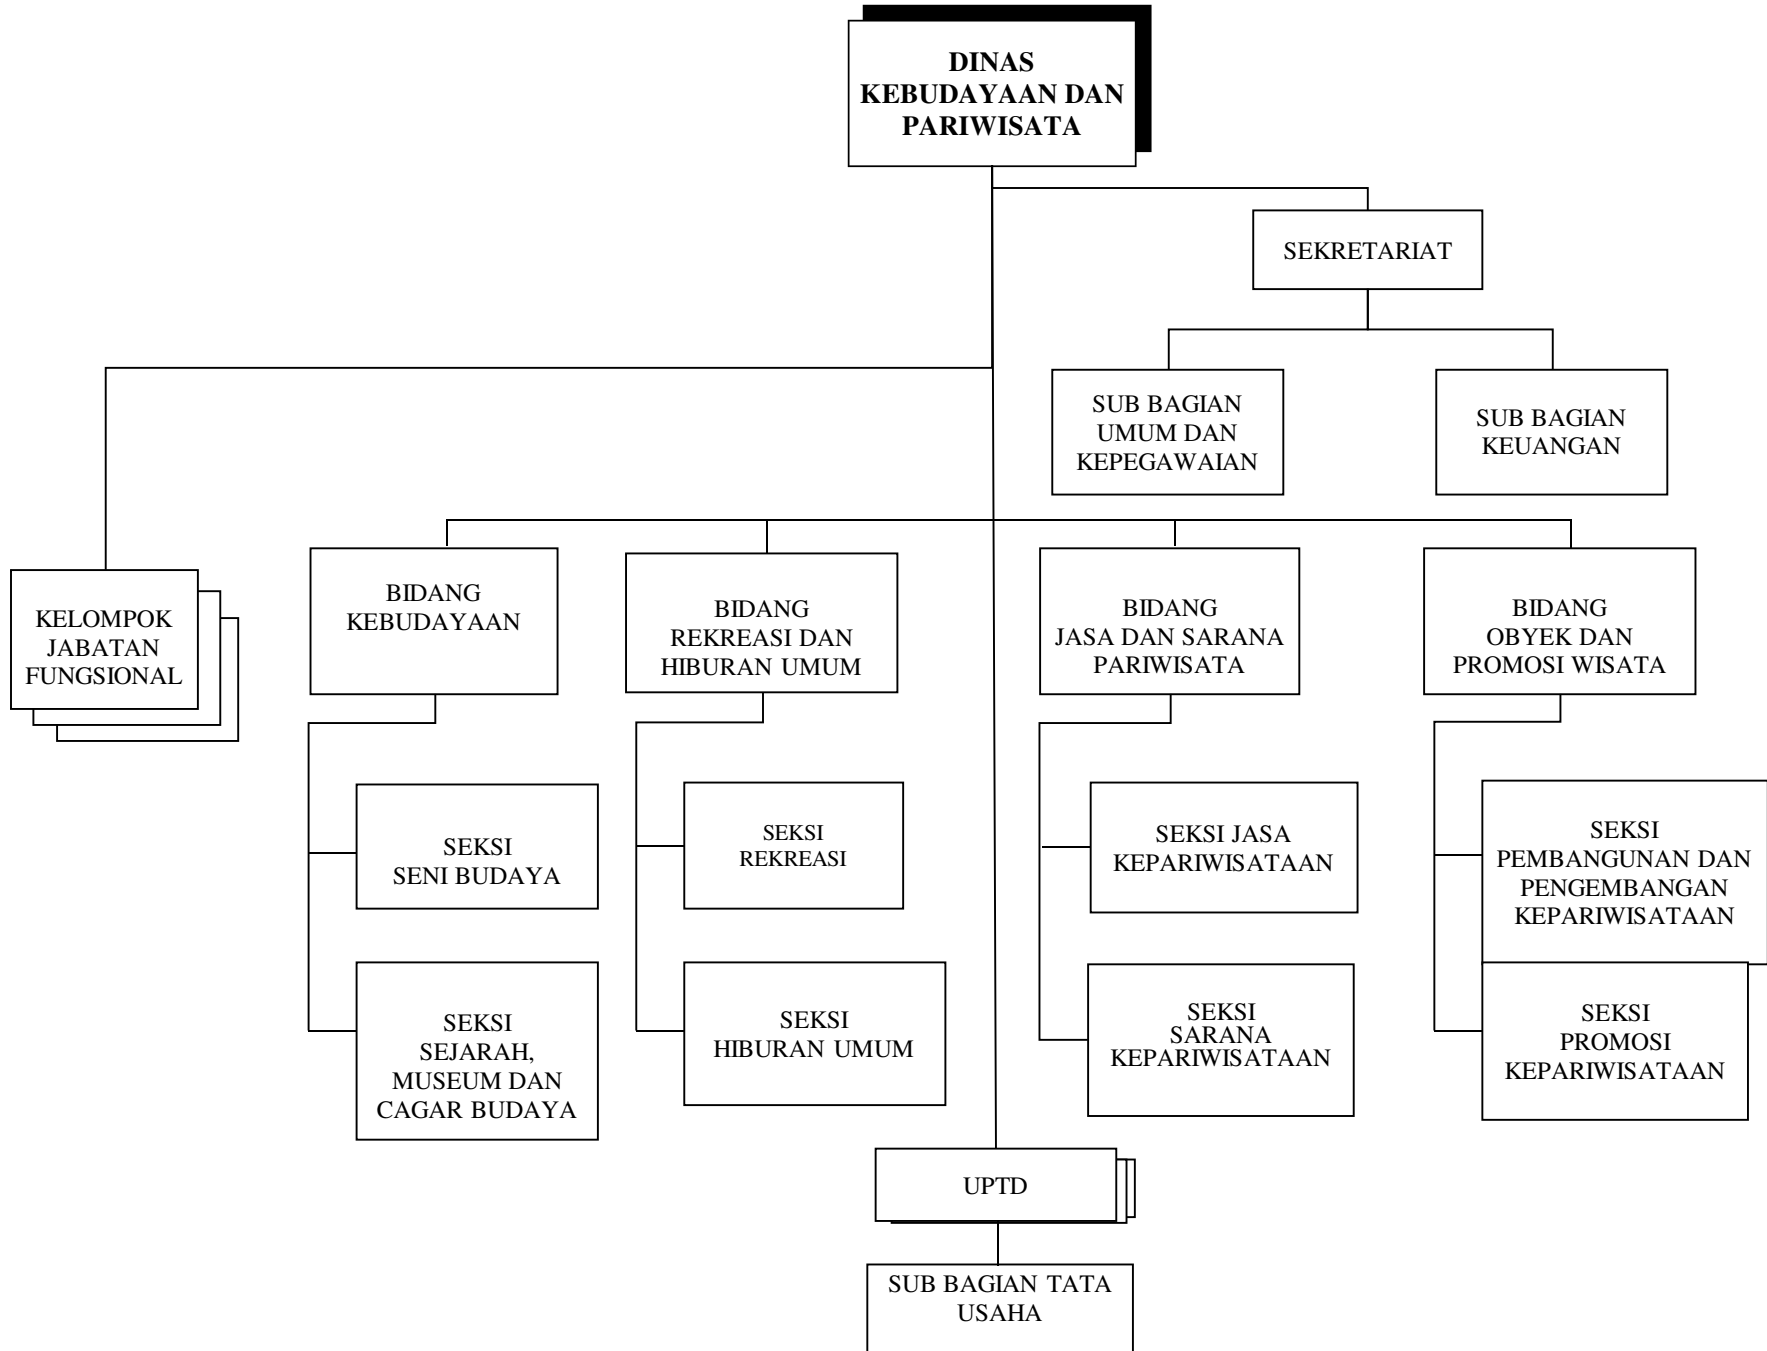 DINAS
KEBUDAYAAN DAN
PARIWISATA
SEKRETARIAT
SUB BAGIAN
UMUM DAN
KEPEGAWAIAN
SUB BAGIAN
KEUANGAN
KELOMPOK
JABATAN
FUNGSIONAL
BIDANG
KEBUDAYAAN
BIDANG
REKREASI DAN
HIBURAN UMUM
BIDANG
JASA DAN SARANA
PARIWISATA
BIDANG
OBYEK DAN
PROMOSI WISATA
SEKSI
SENI BUDAYA
SEKSI
REKREASI
SEKSI JASA
KEPARIWISATAAN
SEKSI
PEMBANGUNAN DAN
PENGEMBANGAN
KEPARIWISATAAN
SEKSI
SEJARAH,
MUSEUM DAN
CAGAR BUDAYA
SEKSI
HIBURAN UMUM
SEKSI
SARANA
KEPARIWISATAAN
SEKSI
PROMOSI
KEPARIWISATAAN
UPTD
SUB BAGIAN TATA
USAHA